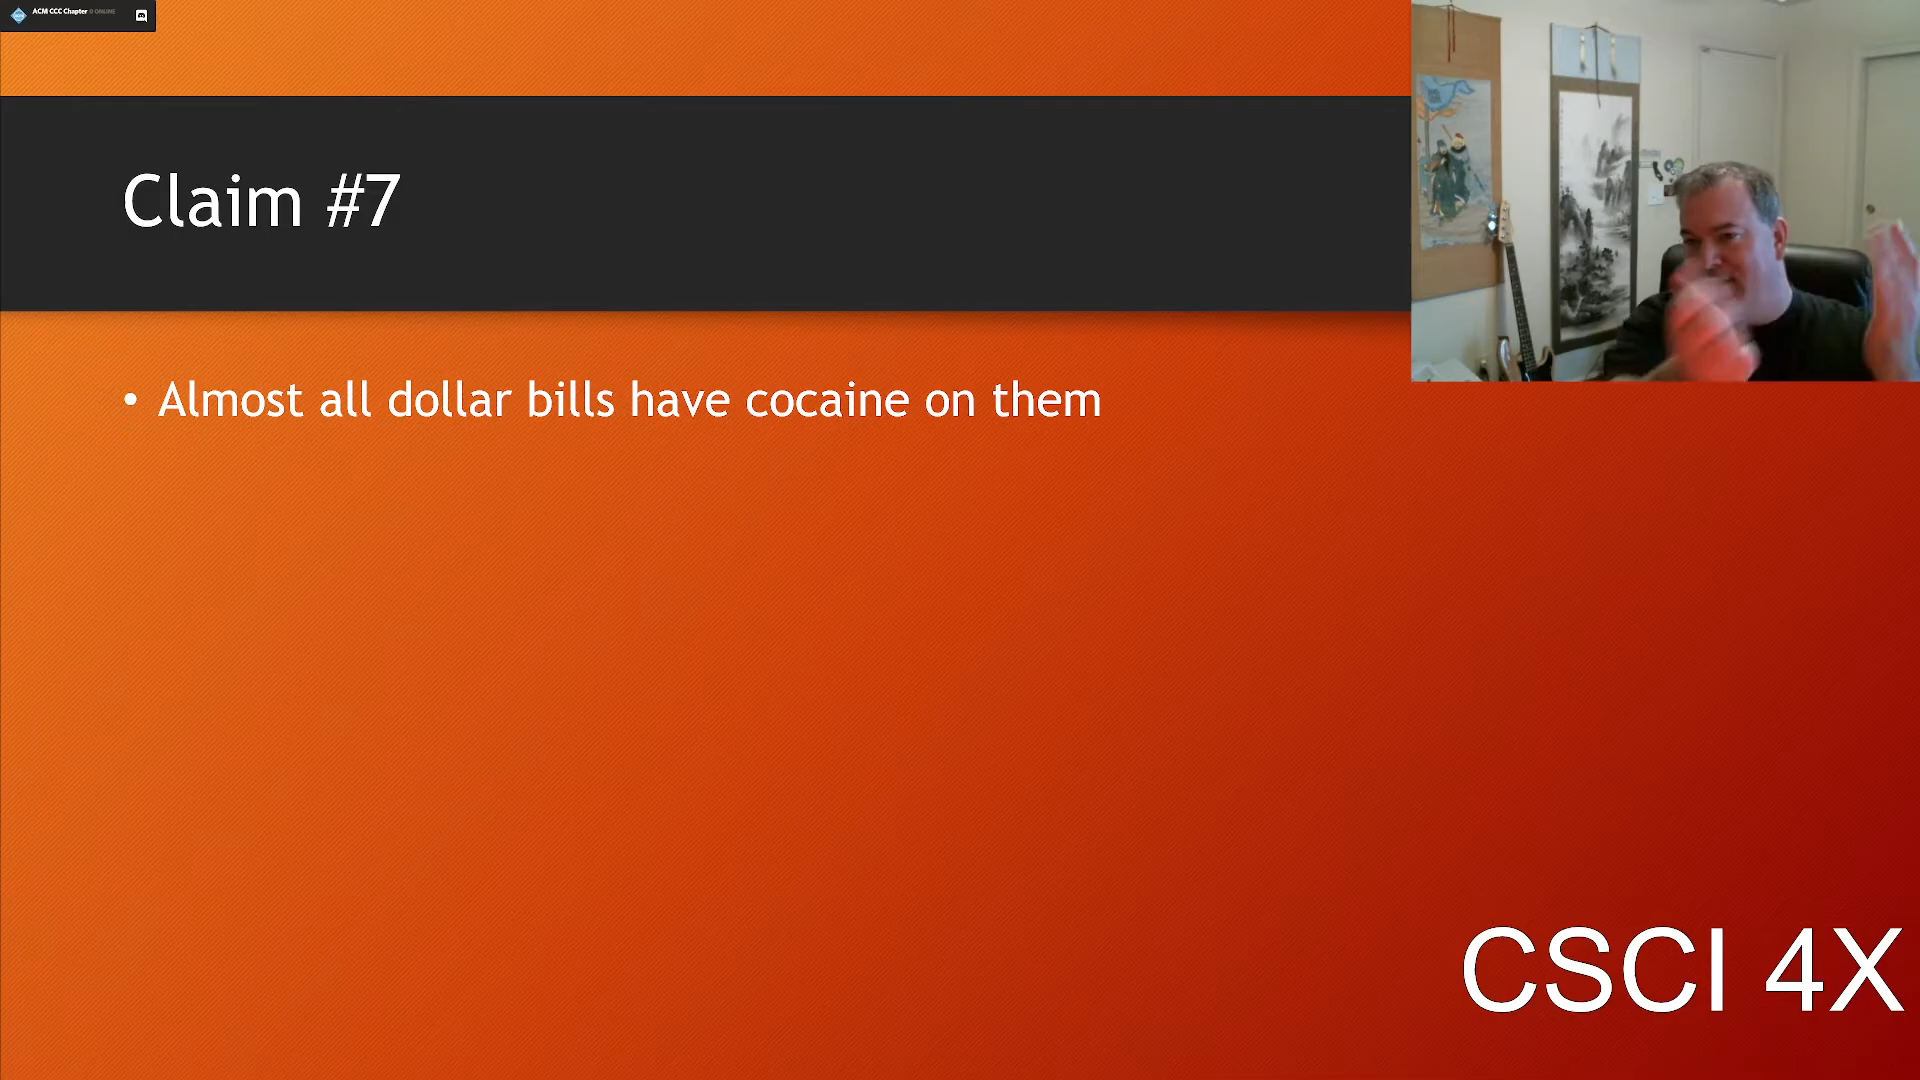 ACM CCC Chapter 0 ONLINE
Claim #7
• Almost all dollar bills have cocaine on them
CSCI 4X